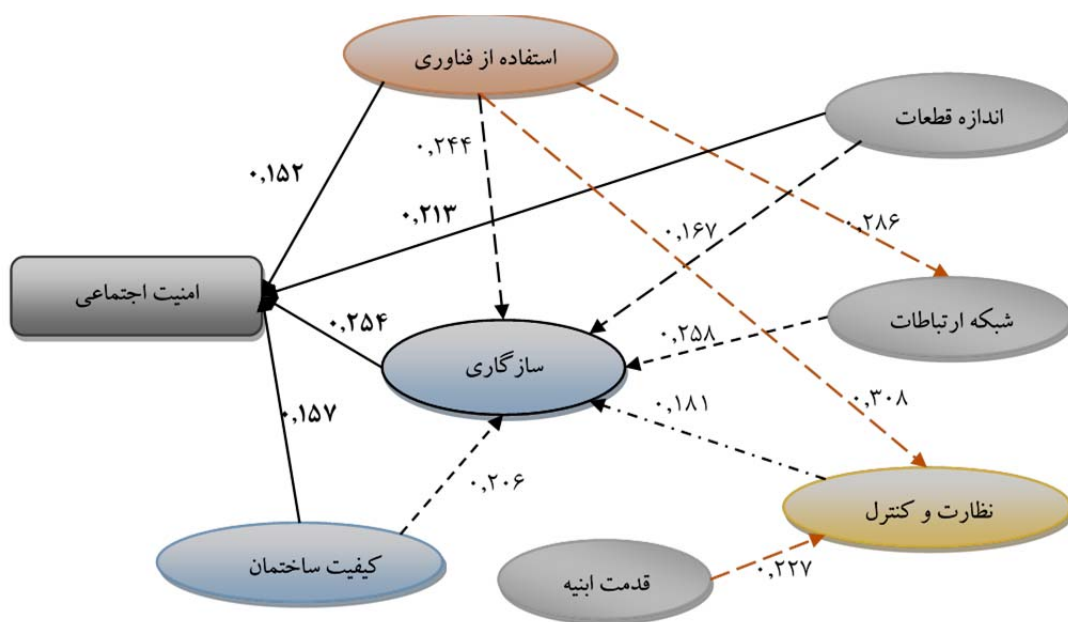 استفاده از فناوری
اندازه قطعات
۰,۲۴۴
۰,۱۵۲
۰,۲۱۳
۰,۱۶۷
۰,۲۸۶
امنیت اجتماعی
شبکه ارتباطات
۰,۲۵۴
۰,۲۵۸
سازگاری
۰,۳۰۸
۰,۱۸۱
۰,۱۵۷
۰,۲۰۶
نظارت و کنترل
کیفیت ساختمان
قدمت ابنیه
۰,۲۲۷